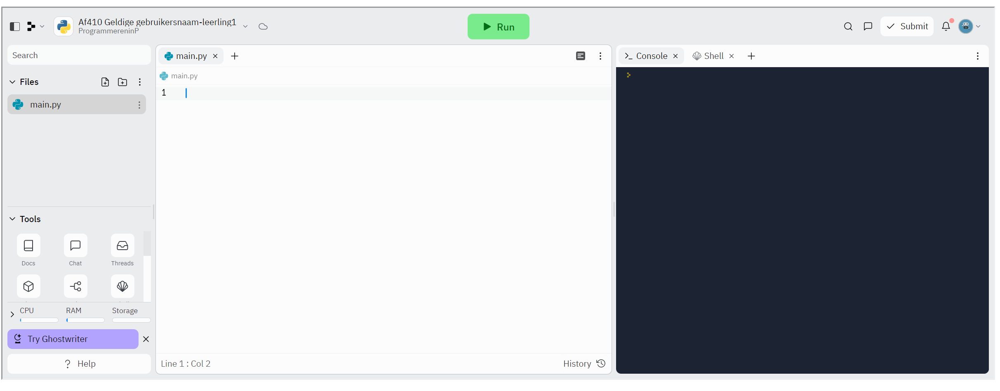 Af410 Geldige gebruikersnaam-leerling1
ProgrammereninP
Run
Submit
Search
Files
main.py
Tools
Docs
Chat
Threads
CPU
RAM
Storage
Try Ghostwriter
? Help
main.py
main.py
1
Line 1 : Col 2
History
Console
Shell